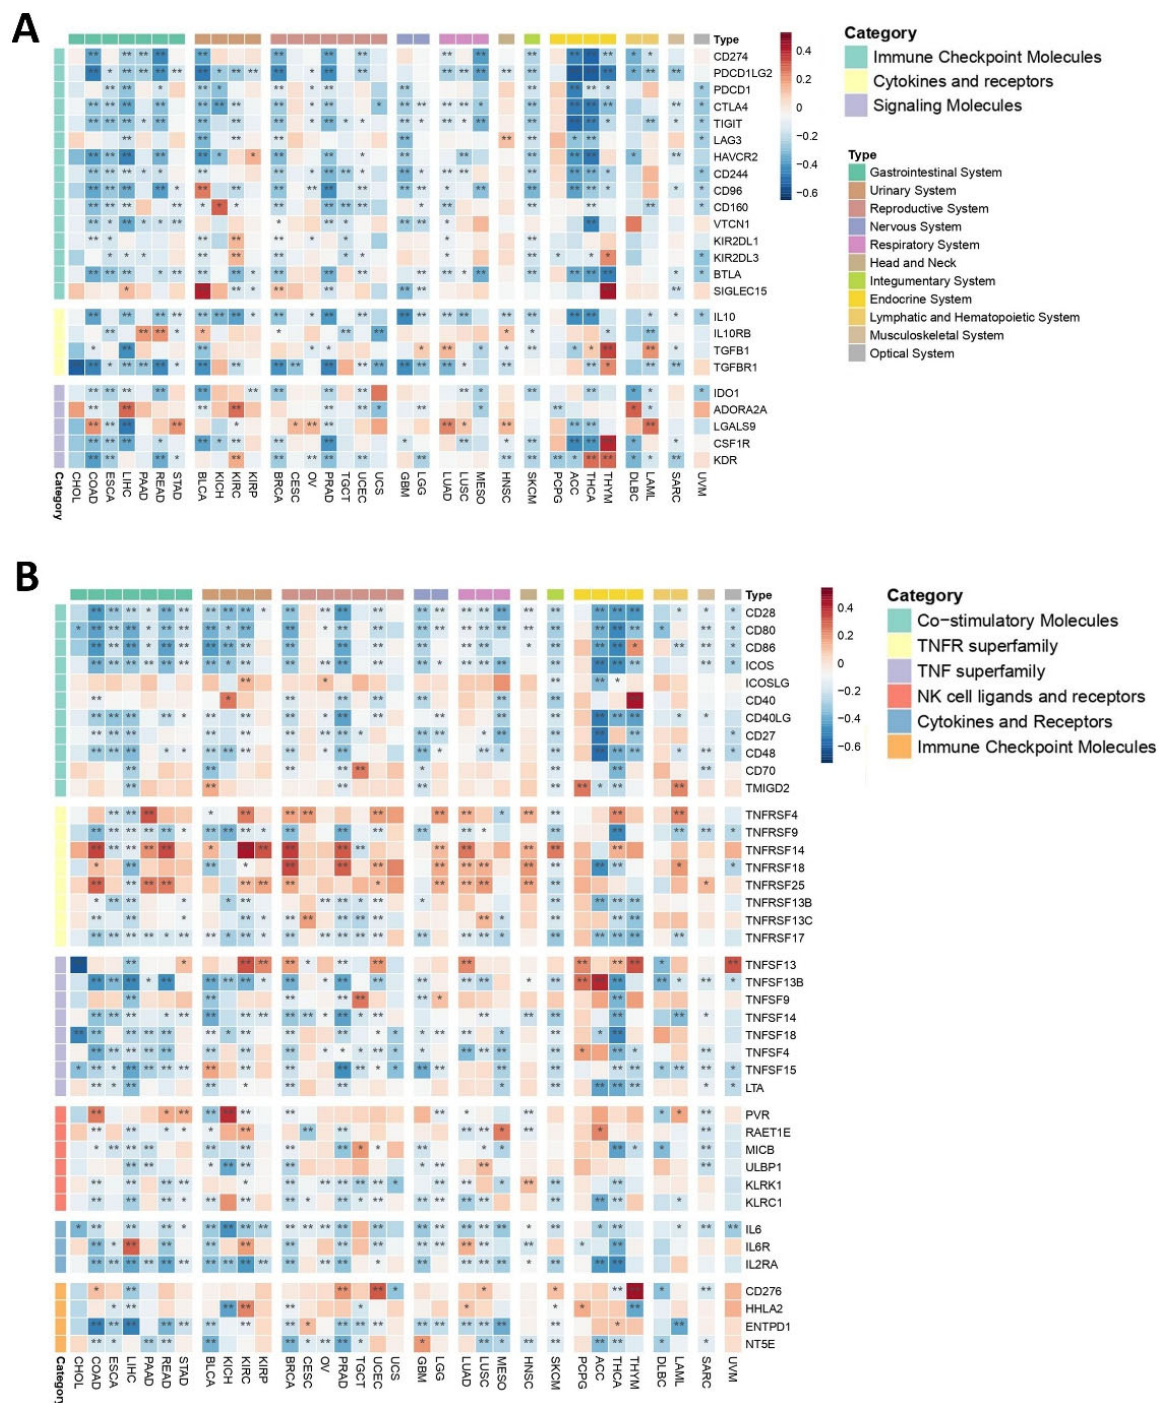 A
Type
CD274
PDCD1LG2
PDCD1
CTLA4
TIGIT
LAG3
HAVCR2
CD244
CD96
CD160
VTCN1
KIR2DL1
KIR2DL3
BTLA
SIGLEC15
IL10
IL10RB
TGFB1
TGFBR1
IDO1
ADORA2A
LGALS9
CSF1R
KDR
Category CHOL COAD ESCA LIHC PAAD READ STAD BLCA KICH KIRC KIRP BRCA CESC OV PRAD TGCT UCEC UCS GBM LGG LUAD LUSC MESO HNSC SKCM PCPG ACC THCA THYM DLBC LAML SARC UVM
0.4
0.2
0
−0.2
−0.4
−0.6
Category
Immune Checkpoint Molecules
Cytokines and receptors
Signaling Molecules
Type
Gastrointestinal System
Urinary System
Reproductive System
Nervous System
Respiratory System
Head and Neck
Integumentary System
Endocrine System
Lymphatic and Hematopoietic System
Musculoskeletal System
Optical System
B
Type
CD28
CD80
CD86
ICOS
ICOSLG
CD40
CD40LG
CD27
CD48
CD70
TMIGD2
TNFRSF4
TNFRSF9
TNFRSF14
TNFRSF18
TNFRSF25
TNFRSF13B
TNFRSF13C
TNFRSF17
TNFSF13
TNFSF13B
TNFSF9
TNFSF14
TNFSF18
TNFSF4
TNFSF15
LTA
PVR
RAET1E
MICB
ULBP1
KLRK1
KLRC1
IL6
IL6R
IL2RA
CD276
HHLA2
ENTPD1
NT5E
Category CHOL COAD ESCA LIHC PAAD READ STAD BLCA KICH KIRC KIRP BRCA CESC OV PRAD TGCT UCEC UCS GBM LGG LUAD LUSC MESO HNSC SKCM PCPG ACC THCA THYM DLBC LAML SARC UVM
0.4
0.2
0
−0.2
−0.4
−0.6
Category
Co−stimulatory Molecules
TNFR superfamily
TNF superfamily
NK cell ligands and receptors
Cytokines and Receptors
Immune Checkpoint Molecules